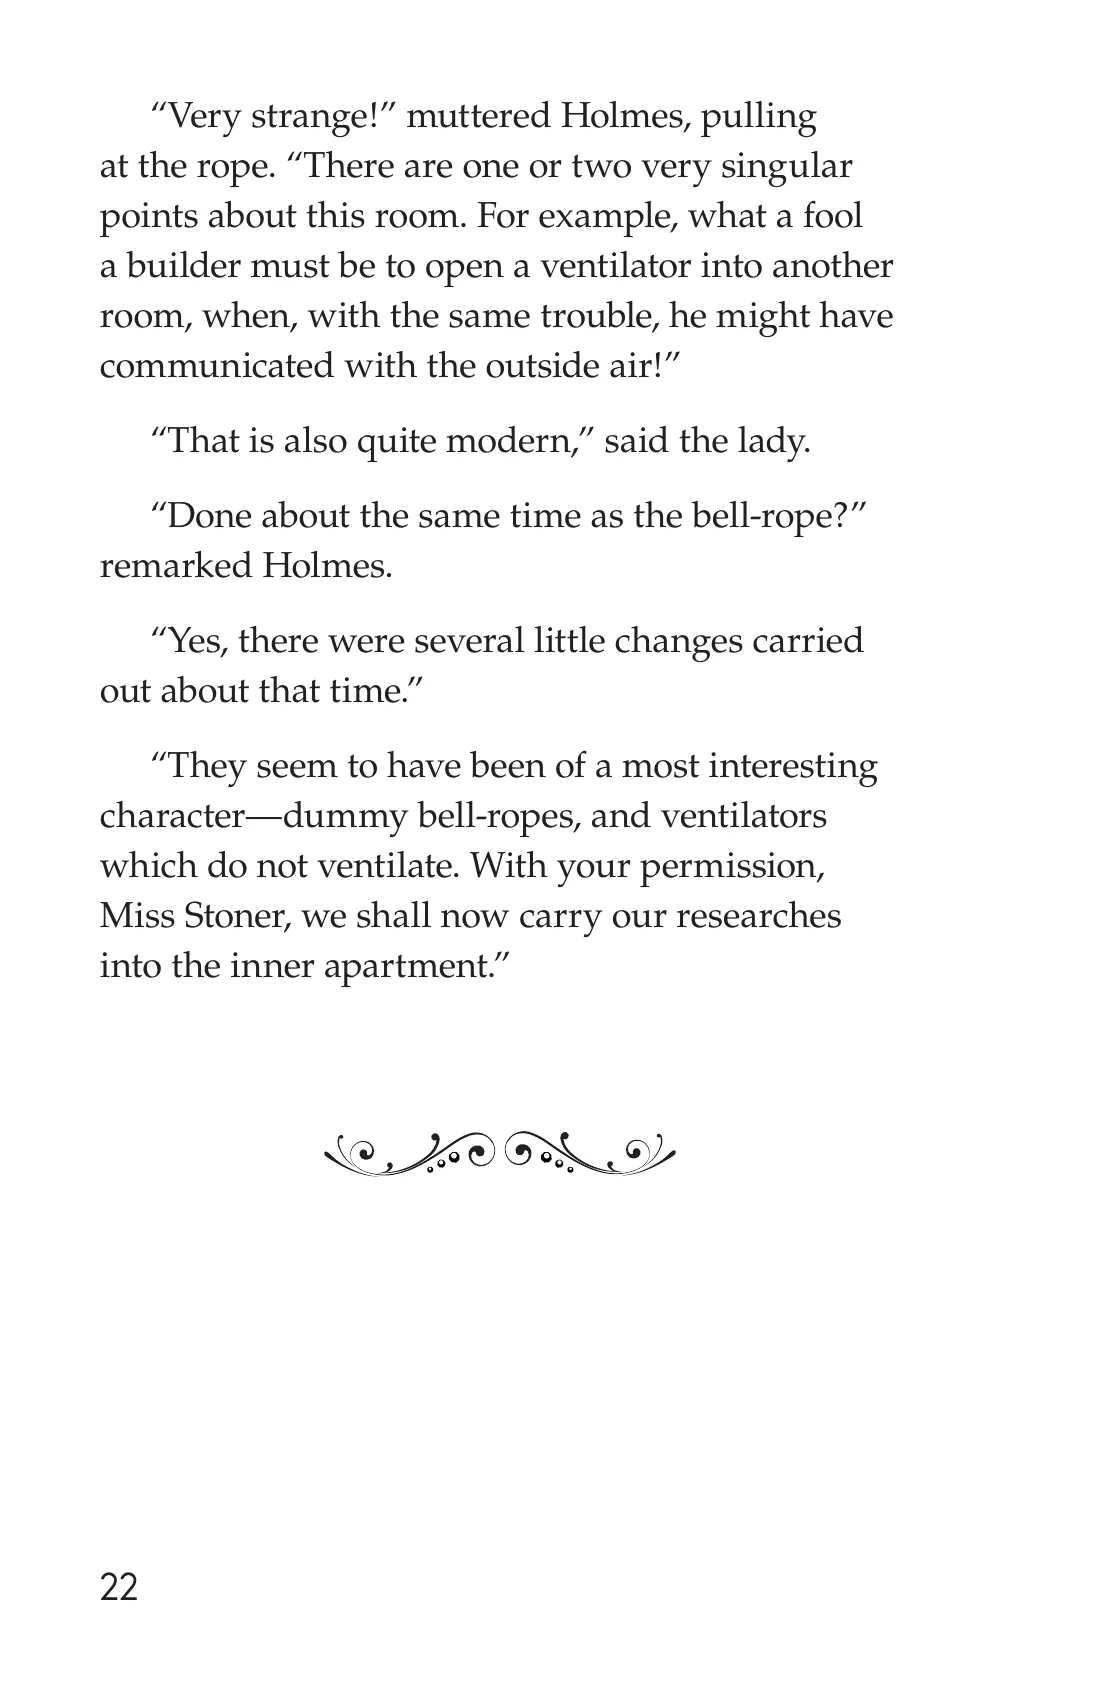 “Very strange!” muttered Holmes, pulling
at the rope. “There are one or two very singular
points about this room. For example, what a fool
a builder must be to open a ventilator into another
room, when, with the same trouble, he might have
communicated with the outside air!”
“That is also quite modern,” said the lady.
“Done about the same time as the bell-rope?”
remarked Holmes.
“Yes, there were several little changes carried
out about that time.”
“They seem to have been of a most interesting
character—dummy bell-ropes, and ventilators
which do not ventilate. With your permission,
Miss Stoner, we shall now carry our researches
into the inner apartment.”
22